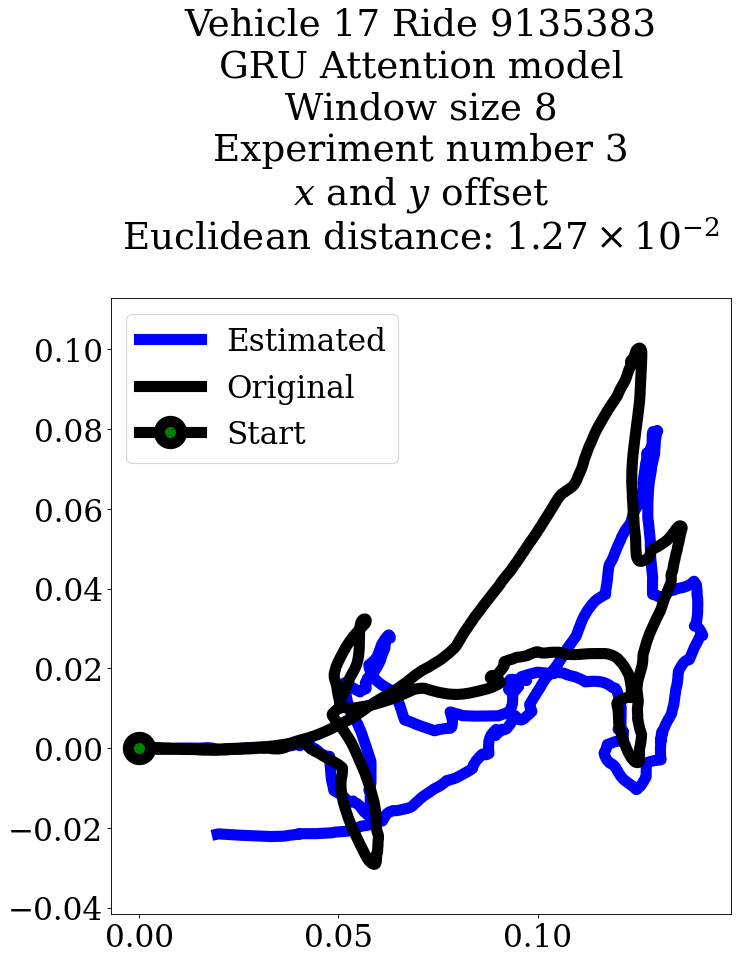 Vehicle 17 Ride 9135383
GRU Attention model
Window size 8
Experiment number 3
x and y offset
Euclidean distance: 1.27 × 10⁻²
Estimated
Original
Start
0.10
0.08
0.06
0.04
0.02
0.00
−0.02
−0.04
0.00 0.05 0.10